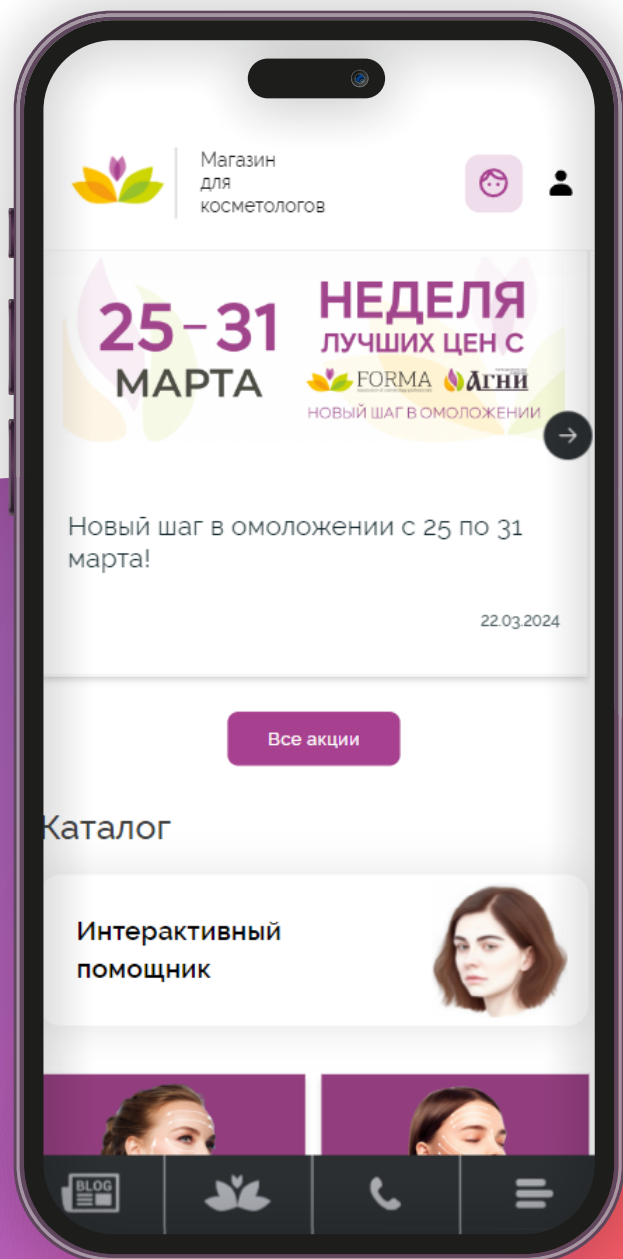 Магазин
для
косметологов
25-31
МАРТА
НЕДЕЛЯ
ЛУЧШИХ ЦЕН С
FORMA АГНИ
НОВЫЙ ШАГ В ОМОЛОЖЕНИИ
Новый шаг в омоложении с 25 по 31
марта!
22.03.2024
Все акции
Каталог
Интерактивный
помощник
BLOG